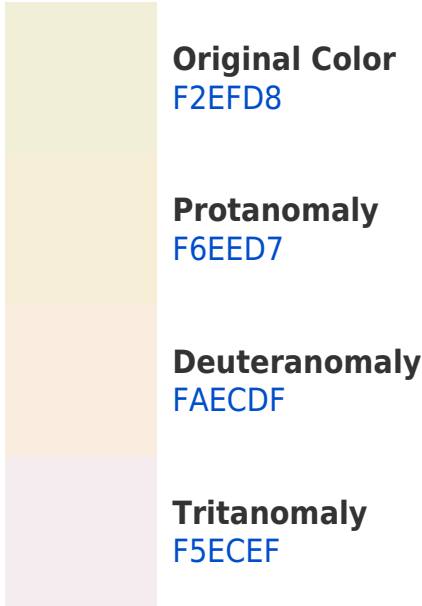 Original Color
F2EFD8
Protanomaly
F6EED7
Deuteranomaly
FAECDF
Tritanomaly
F5ECEF